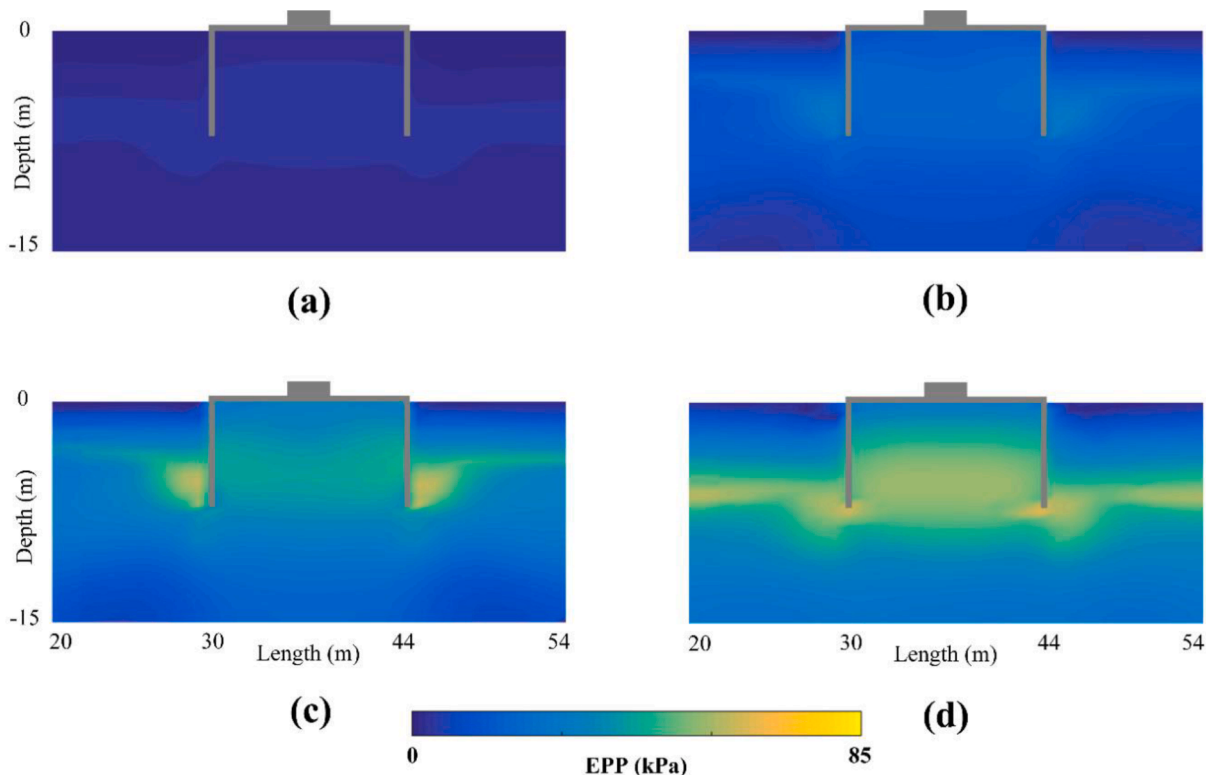 0
Depth (m)
-15
(a)
(b)
0
Depth (m)
-15
20 30 44 54
Length (m)
20 30 44 54
Length (m)
(c)
(d)
0 85
EPP (kPa)